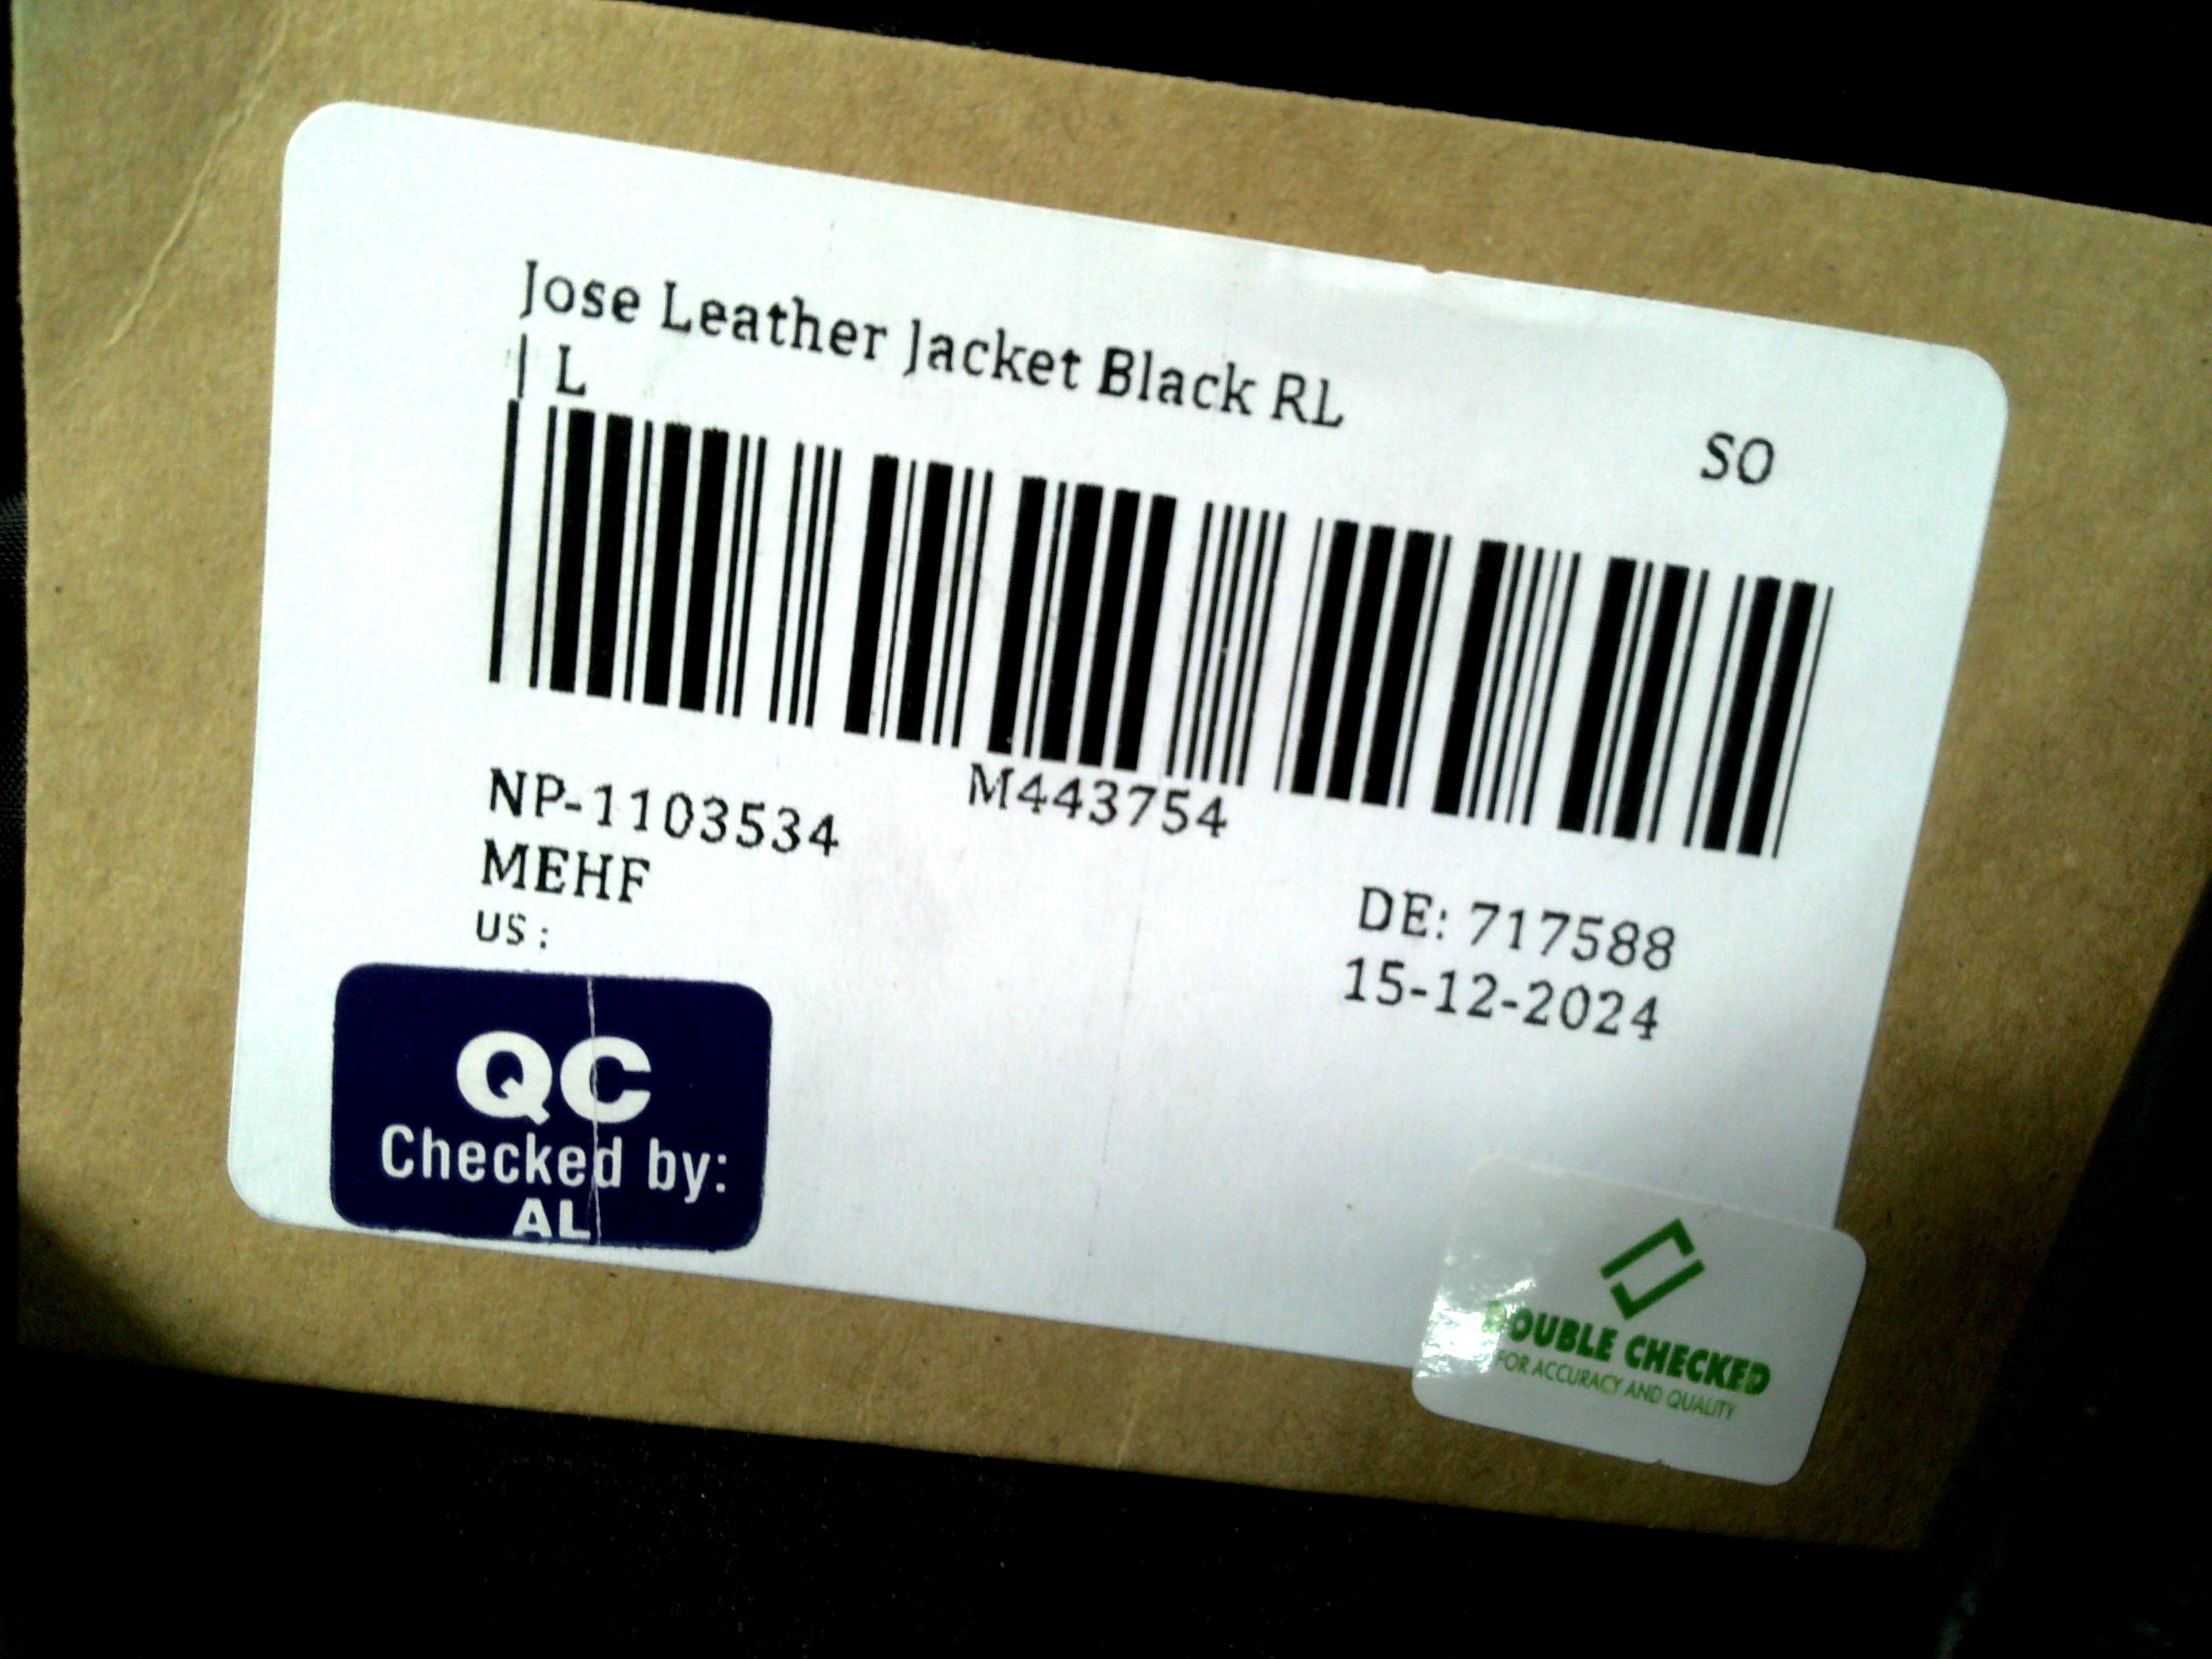 Jose Leather Jacket Black RL
| L
SO
M443754
NP-1103534
MEHF
US :
DE: 717588
15-12-2024
QC
Checked by:
AL
DOUBLE CHECKED
FOR ACCURACY AND QUALITY